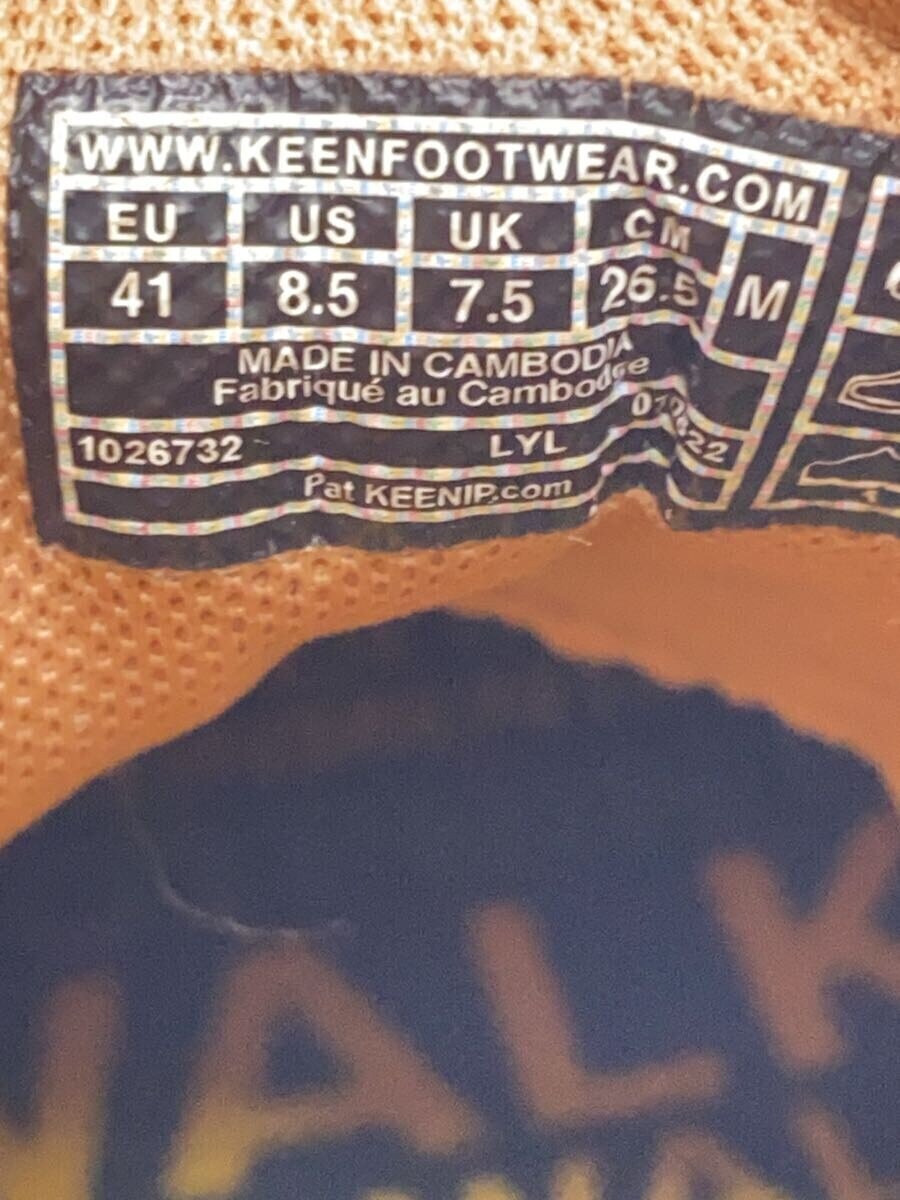 WWW.KEENFOOTWEAR.COM
EU US UK CM
41 8.5 7.5 26.5 M
MADE IN CAMBODIA
Fabriqué au Cambodge
1026732 LYL
Pat KEENIP.com
WALK